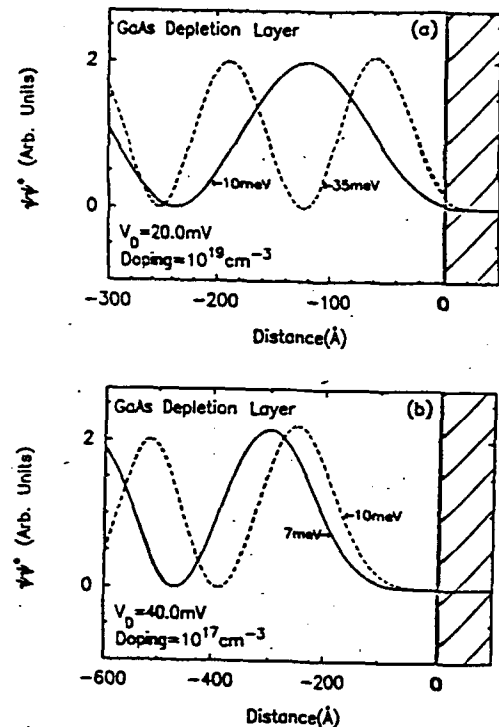 GaAs Depletion Layer
(a)
2
0
~10meV
~35meV
V_D=20.0mV
Doping=10^19cm^-3
ψψ* (Arb. Units)
-300
-200
-100
0
Distance(Å)
GaAs Depletion Layer
(b)
2
0
7meV
~10meV
V_D=40.0mV
Doping=10^17cm^-3
ψψ* (Arb. Units)
-600
-400
-200
0
Distance(Å)